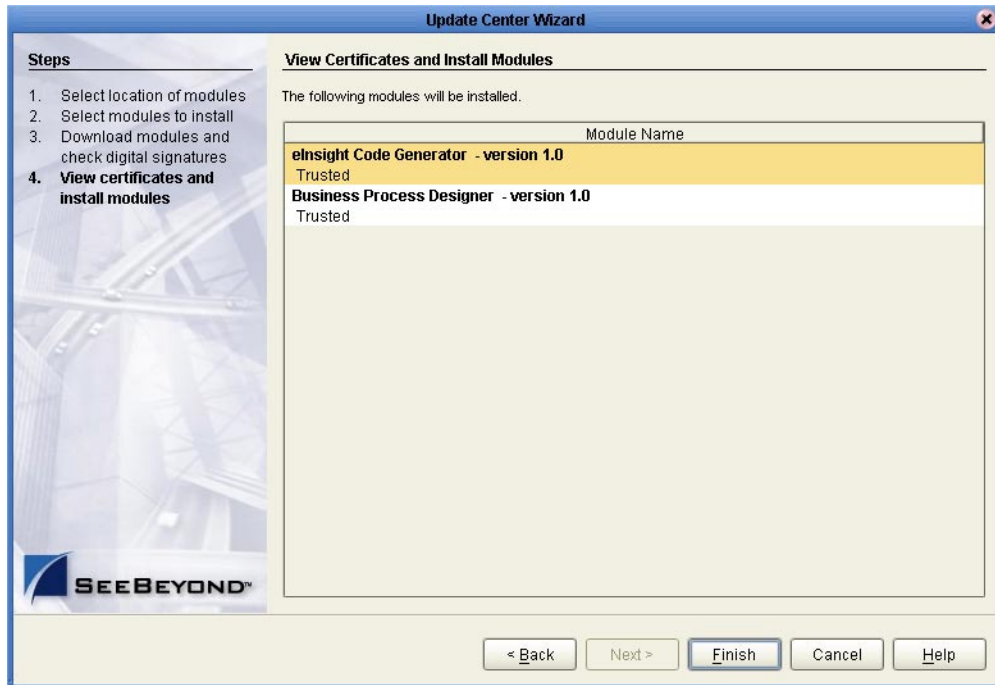 Update Center Wizard
Steps
1. Select location of modules
2. Select modules to install
3. Download modules and
check digital signatures
4. View certificates and
install modules
SEEBEYOND™
View Certificates and Install Modules
The following modules will be installed.
Module Name
eInsight Code Generator - version 1.0
Trusted
Business Process Designer - version 1.0
Trusted
< Back
Next >
Finish
Cancel
Help